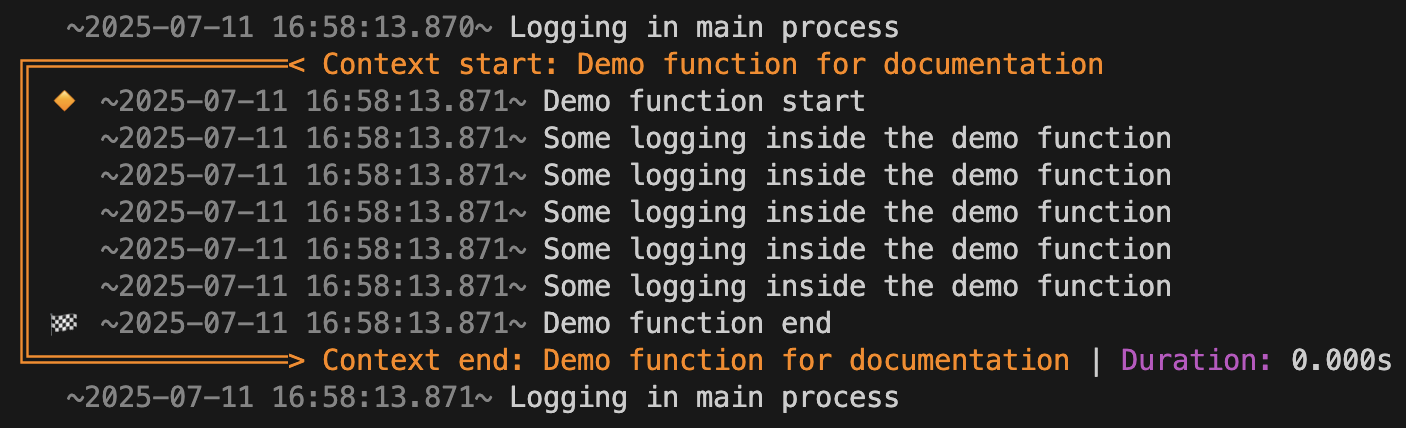 ~2025-07-11 16:58:13.870~ Logging in main process
< Context start: Demo function for documentation
🔸 ~2025-07-11 16:58:13.871~ Demo function start
~2025-07-11 16:58:13.871~ Some logging inside the demo function
~2025-07-11 16:58:13.871~ Some logging inside the demo function
~2025-07-11 16:58:13.871~ Some logging inside the demo function
~2025-07-11 16:58:13.871~ Some logging inside the demo function
~2025-07-11 16:58:13.871~ Some logging inside the demo function
🏁 ~2025-07-11 16:58:13.871~ Demo function end
> Context end: Demo function for documentation | Duration: 0.000s
~2025-07-11 16:58:13.871~ Logging in main process